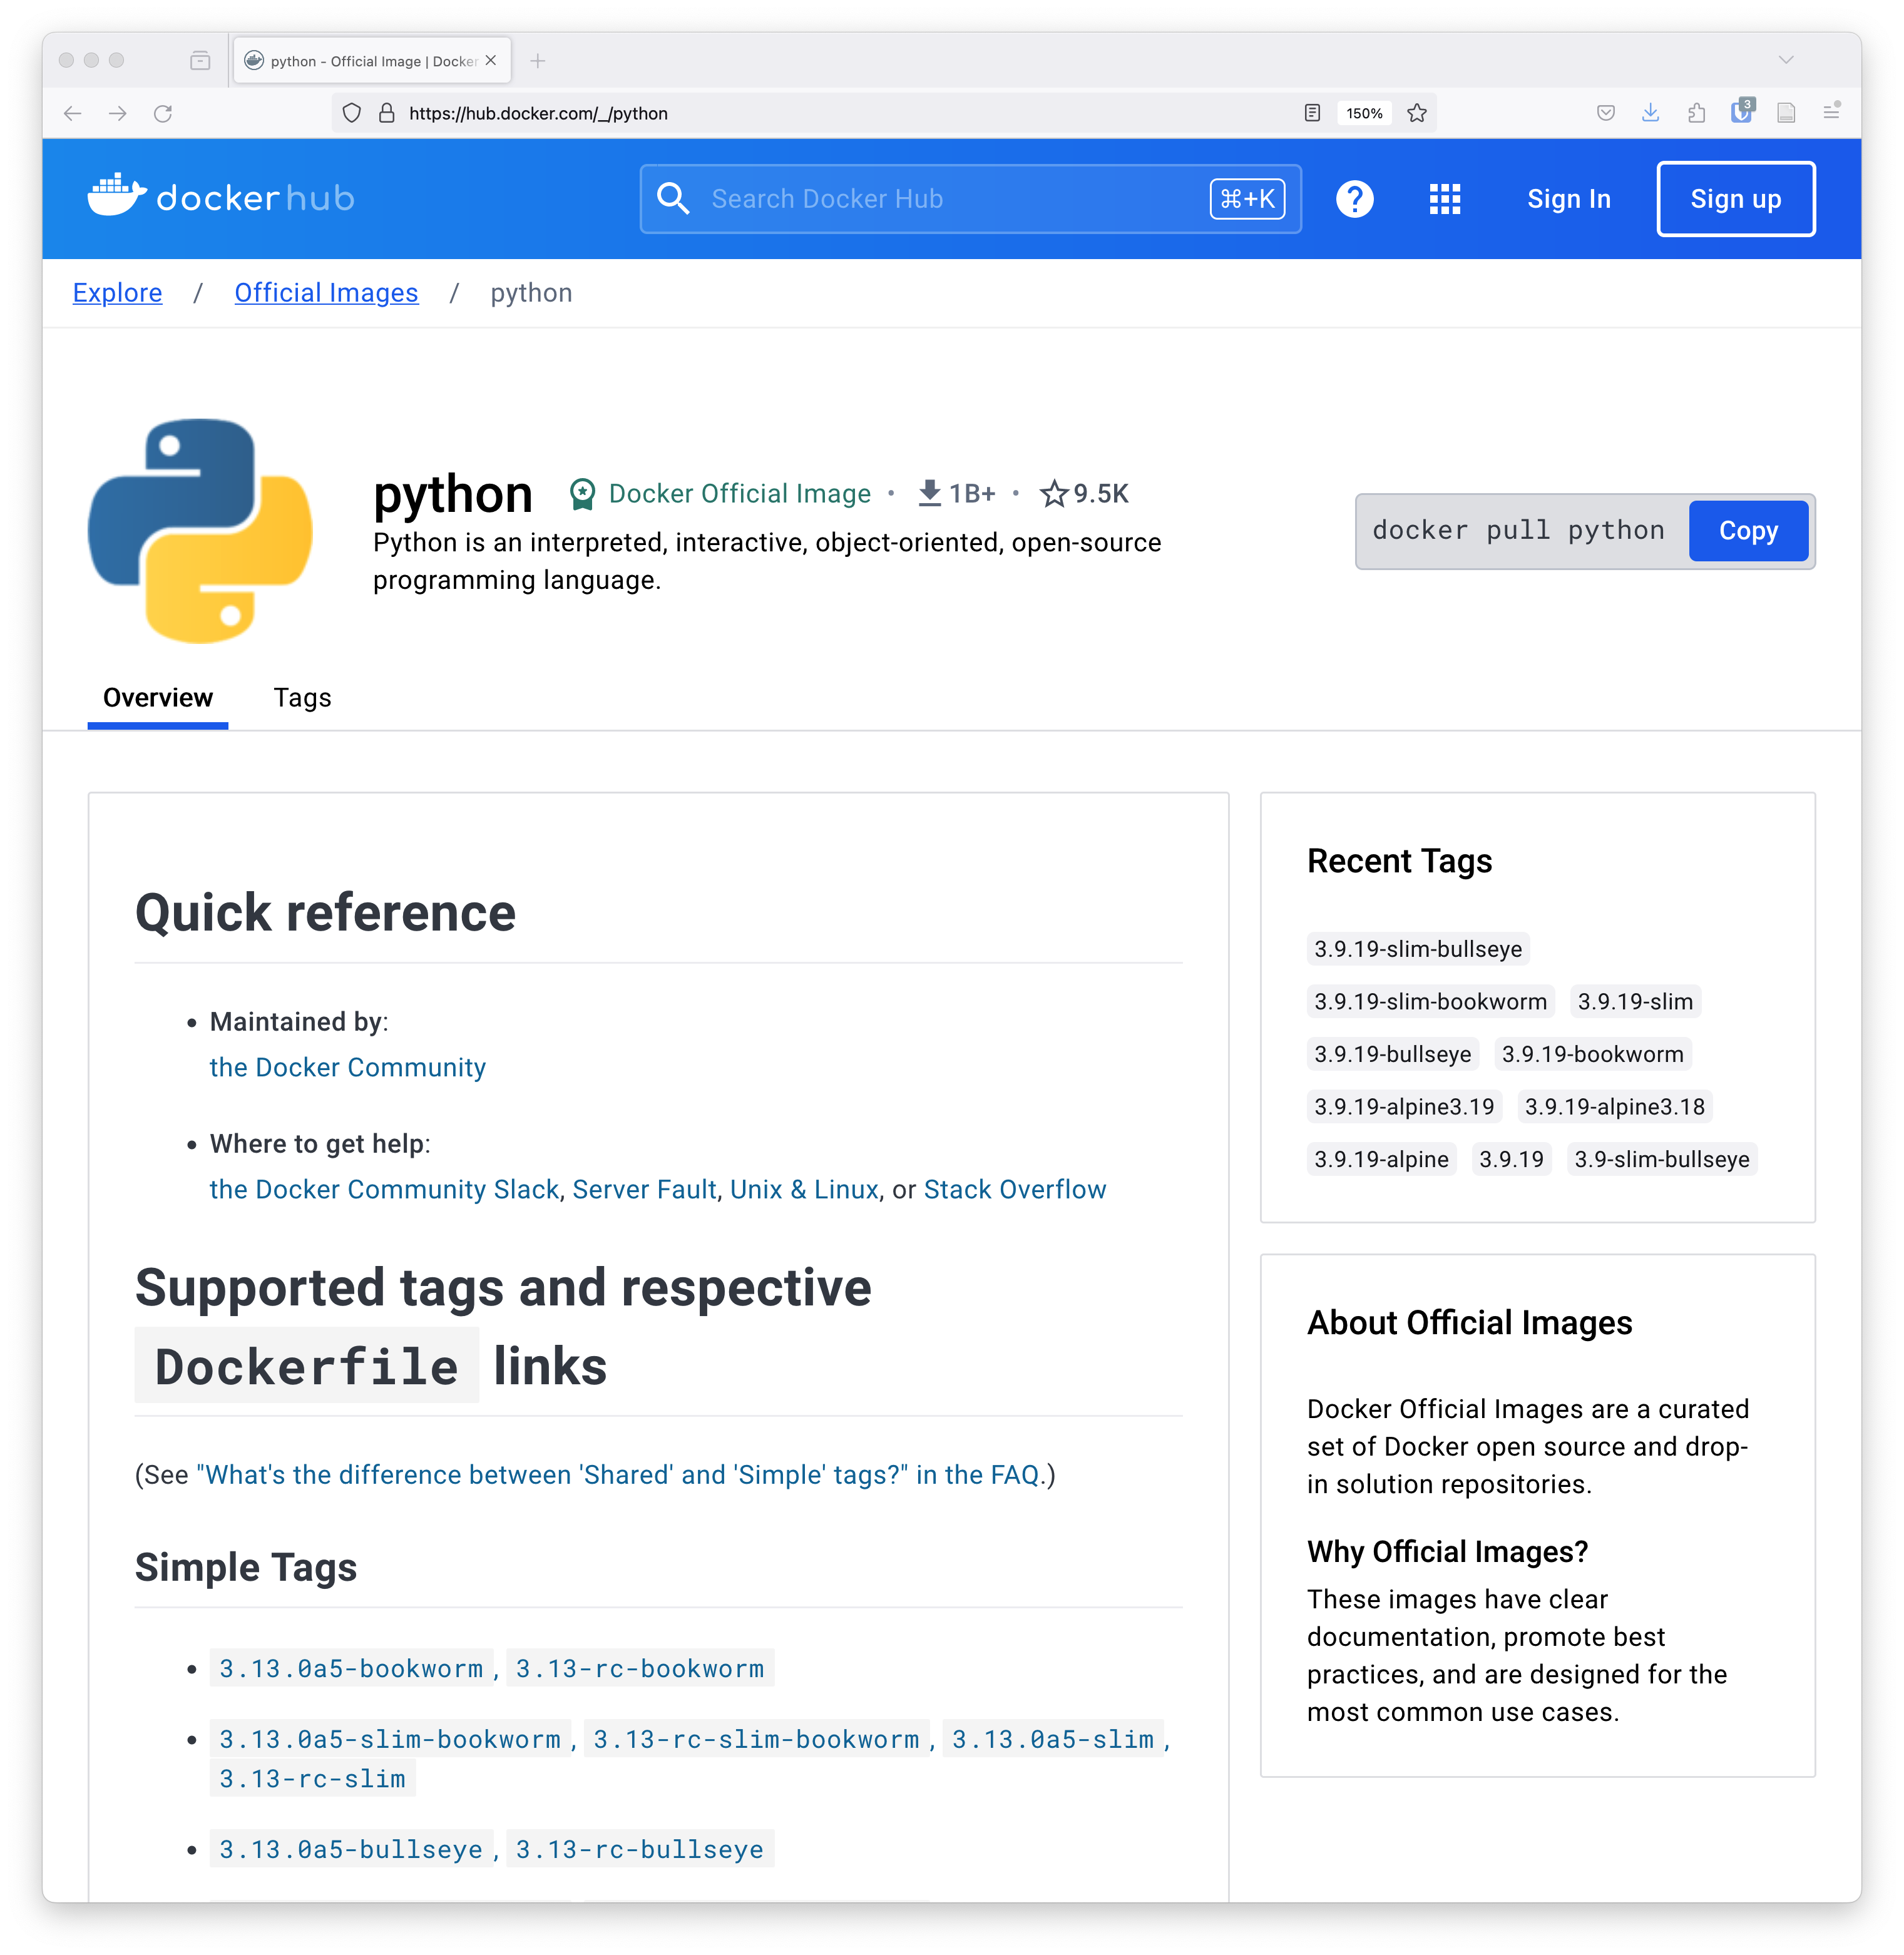 python - Official Image | Docker
https://hub.docker.com/_/python
150%
3
docker hub
Search Docker Hub
⌘+K
?
Sign In
Sign up
Explore / Official Images / python
python Docker Official Image • 1B+ • 9.5K
Python is an interpreted, interactive, object-oriented, open-source
programming language.
docker pull python
Copy
Overview
Tags
Quick reference
• Maintained by:
the Docker Community
• Where to get help:
the Docker Community Slack, Server Fault, Unix & Linux, or Stack Overflow
Supported tags and respective
Dockerfile links
(See "What's the difference between 'Shared' and 'Simple' tags?" in the FAQ.)
Simple Tags
• 3.13.0a5-bookworm, 3.13-rc-bookworm
• 3.13.0a5-slim-bookworm, 3.13-rc-slim-bookworm, 3.13.0a5-slim,
3.13-rc-slim
• 3.13.0a5-bullseye, 3.13-rc-bullseye
Recent Tags
3.9.19-slim-bullseye
3.9.19-slim-bookworm 3.9.19-slim
3.9.19-bullseye 3.9.19-bookworm
3.9.19-alpine3.19 3.9.19-alpine3.18
3.9.19-alpine 3.9.19 3.9-slim-bullseye
About Official Images
Docker Official Images are a curated
set of Docker open source and drop-
in solution repositories.
Why Official Images?
These images have clear
documentation, promote best
practices, and are designed for the
most common use cases.